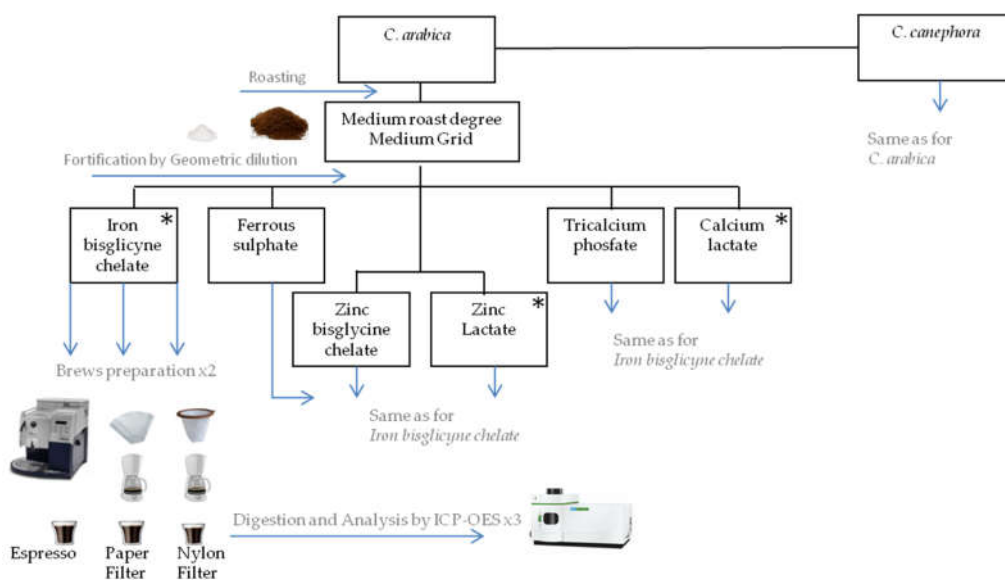 C. arabica
C. canephora
Roasting
Medium roast degree
Medium Grid
Same as for
C. arabica
Fortification by Geometric dilution
Iron
bisglicyne
chelate
*
Ferrous
sulphate
Tricalcium
phosfate
Calcium
lactate
*
Zinc
bisglycine
chelate
Zinc
Lactate
*
Same as for
Iron bisglicyne chelate
Brews preparation x2
Same as for
Iron bisglicyne chelate
Digestion and Analysis by ICP-OES x3
Espresso
Paper
Filter
Nylon
Filter